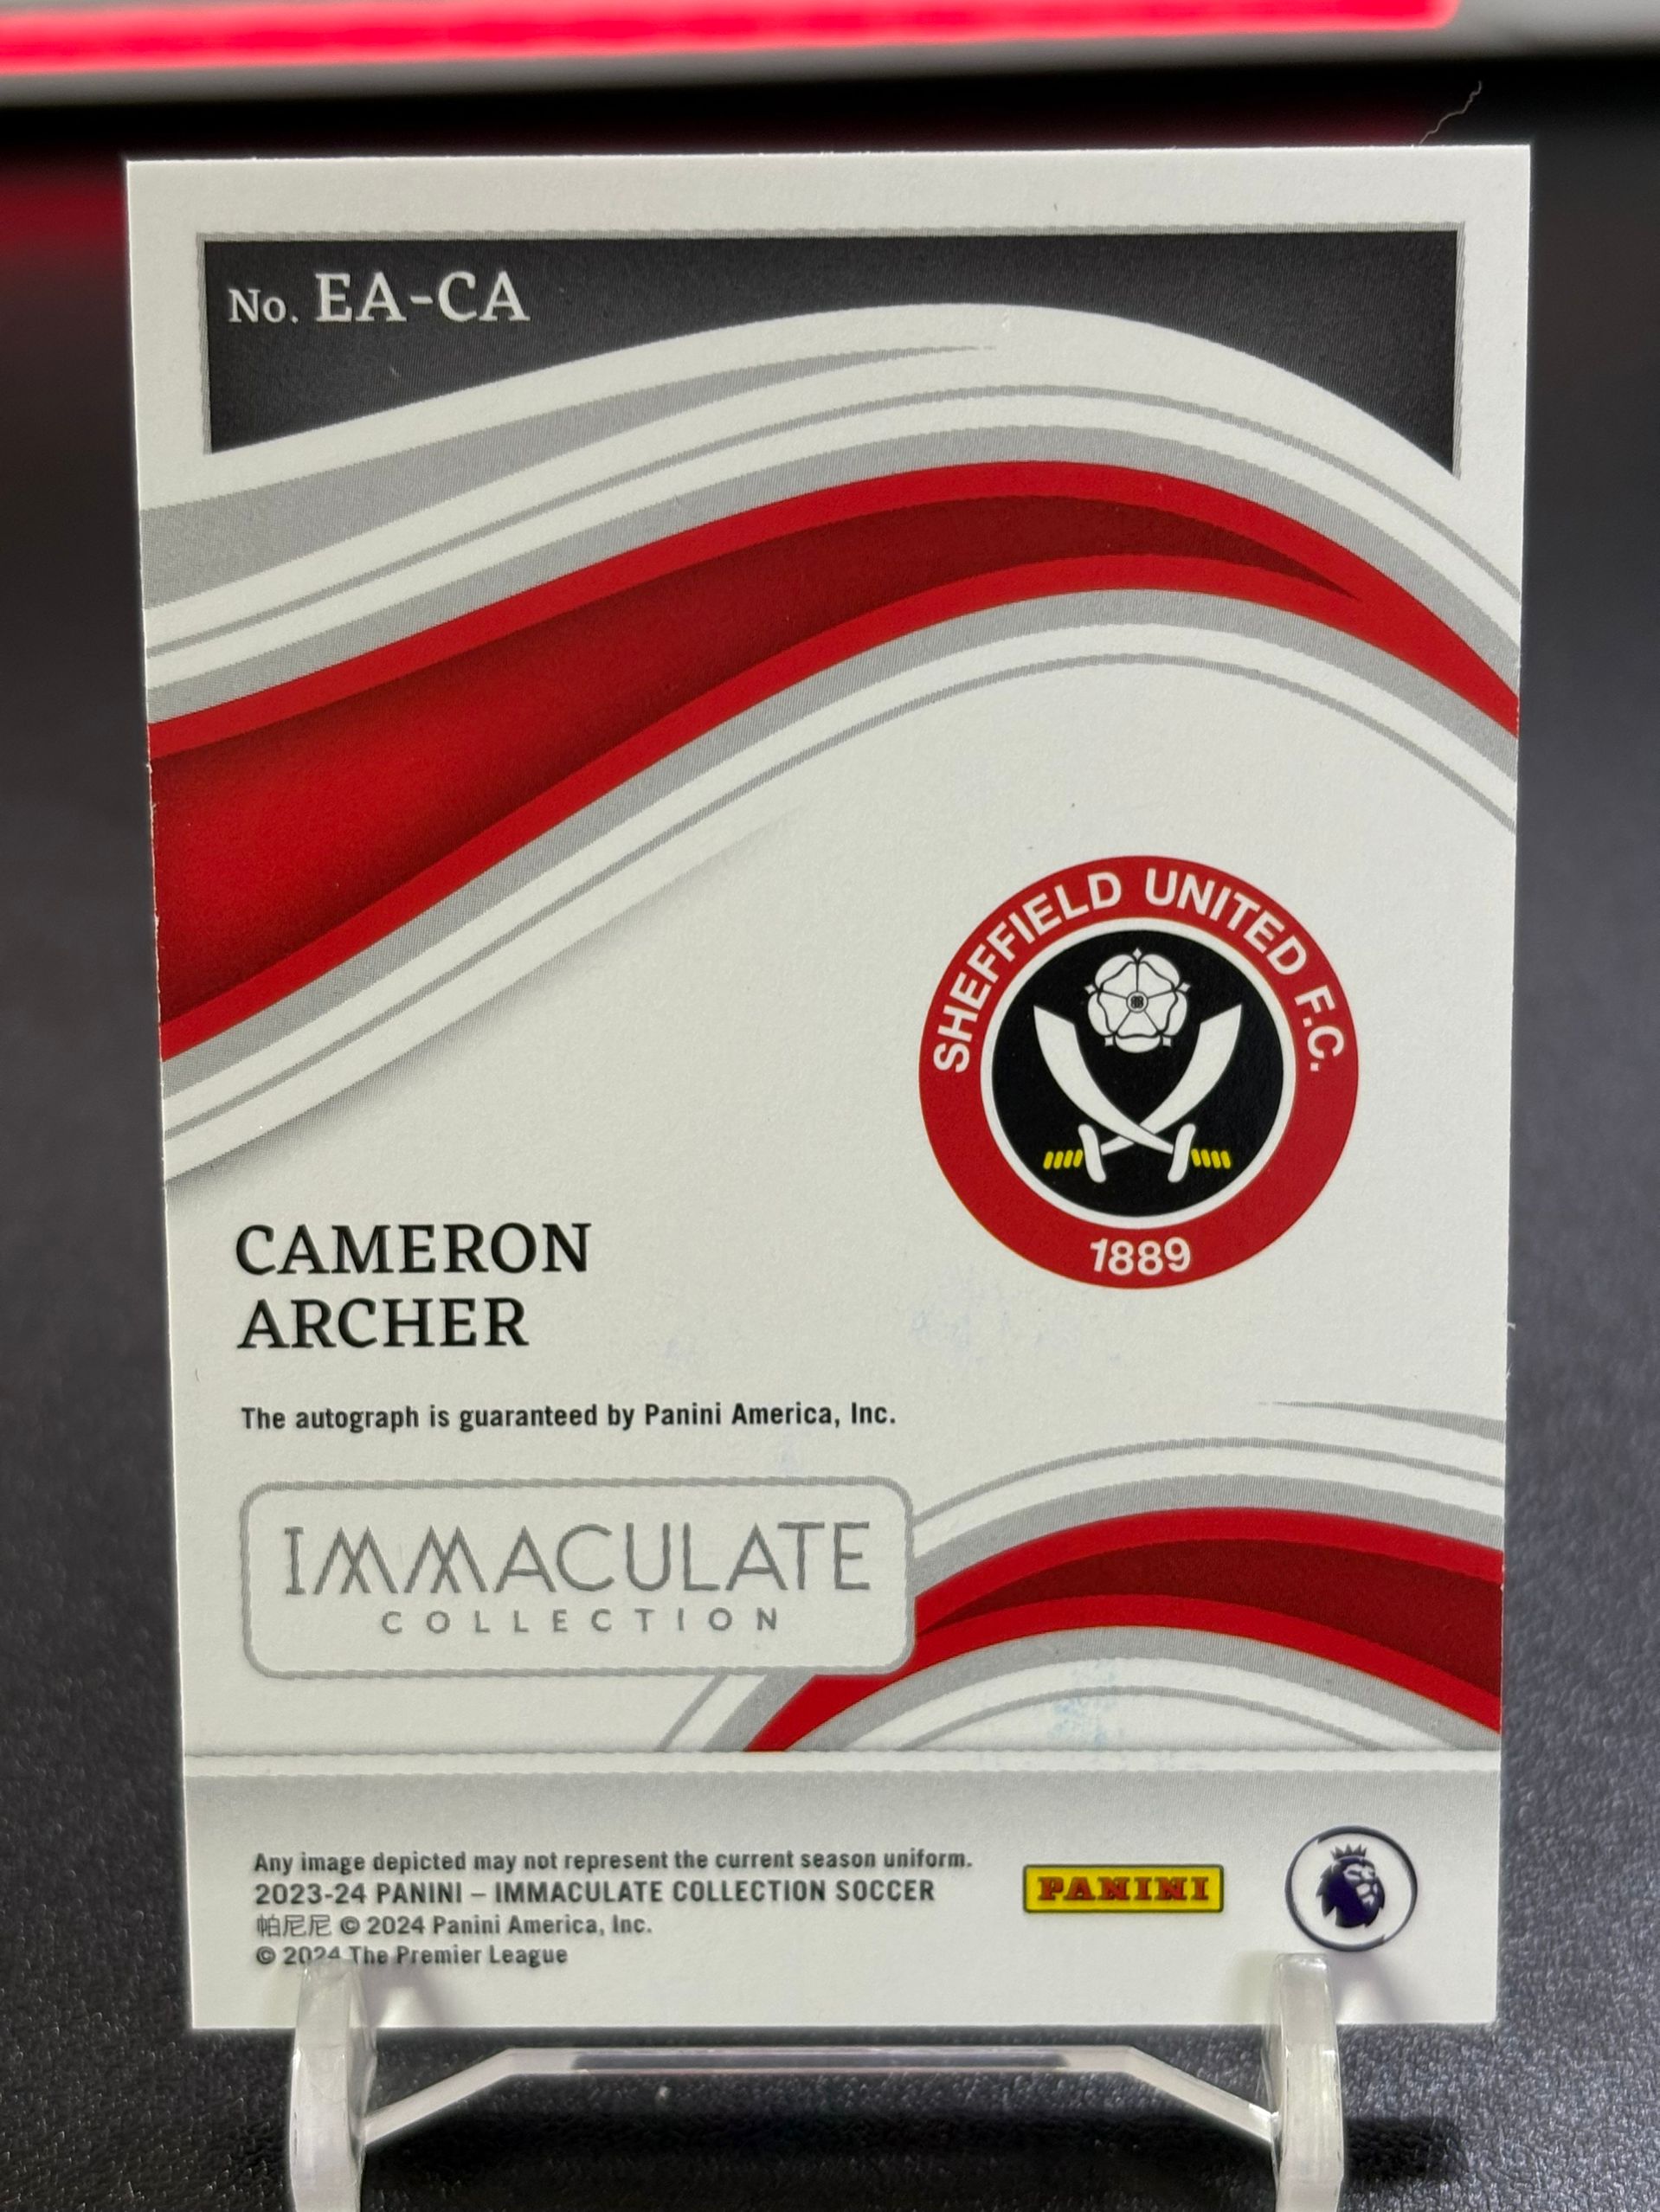 No. EA-CA
SHEFFIELD UNITED F.C.
1889
CAMERON
ARCHER
The autograph is guaranteed by Panini America, Inc.
IMMACULATE
COLLECTION
Any image depicted may not represent the current season uniform.
2023-24 PANINI – IMMACULATE COLLECTION SOCCER
帕尼尼 © 2024 Panini America, Inc.
© 2024 The Premier League
PANINI